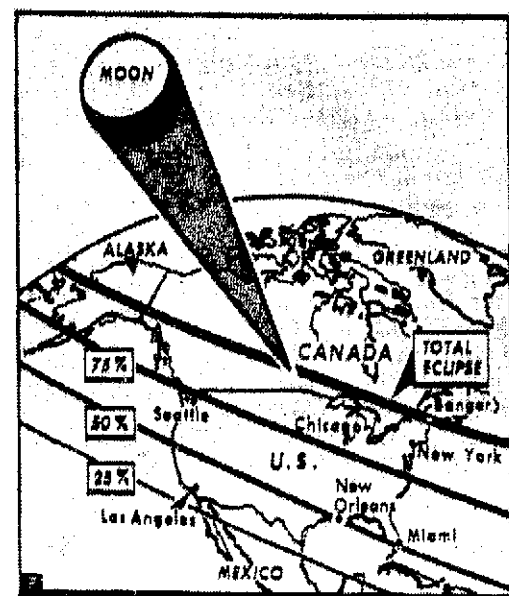 MOON
ALASKA
GREENLAND
CANADA
TOTAL
ECLIPSE
75%
(Bangor)
Seattle
Chicago
50%
New York
U.S.
25%
New
Orleans
Los Angeles
Miami
MEXICO